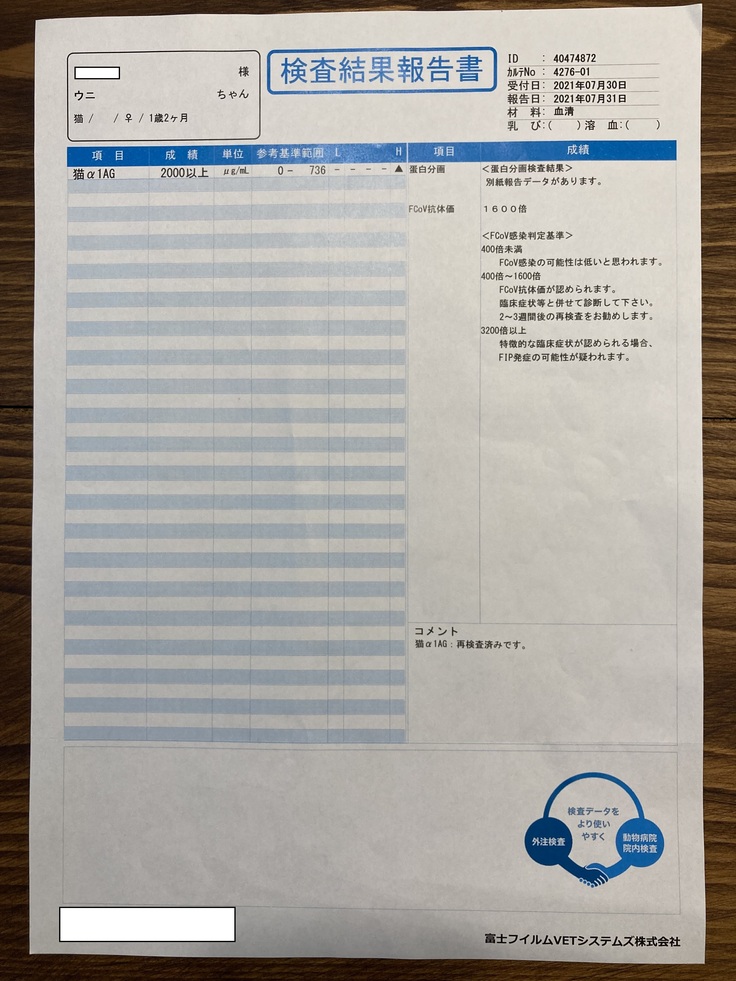 様
ウニ ちゃん
猫 / / ♀ / 1歳2ヶ月
検査結果報告書
ID : 40474872
ｶﾙﾃNo : 4276-01
受付日: 2021年07月30日
報告日: 2021年07月31日
材 料: 血清
乳 び:( ) 溶 血:( )
項 目 成 績 単位 参考基準範囲 L H
猫α1AG 2000以上 μg/mL 0 - 736 - - - - ▲
項目 成績
蛋白分画 <蛋白分画検査結果>
別紙報告データがあります。
FCoV抗体価 １６００倍
<FCoV感染判定基準>
400倍未満
FCoV感染の可能性は低いと思われます。
400倍～1600倍
FCoV抗体価が認められます。
臨床症状等と併せて診断して下さい。
2～3週間後の再検査をお勧めします。
3200倍以上
特徴的な臨床症状が認められる場合、
FIP発症の可能性が疑われます。
コメント
猫α1AG：再検査済みです。
検査データを
より使い
やすく
外注検査
動物病院
院内検査
富士フイルムVETシステムズ株式会社